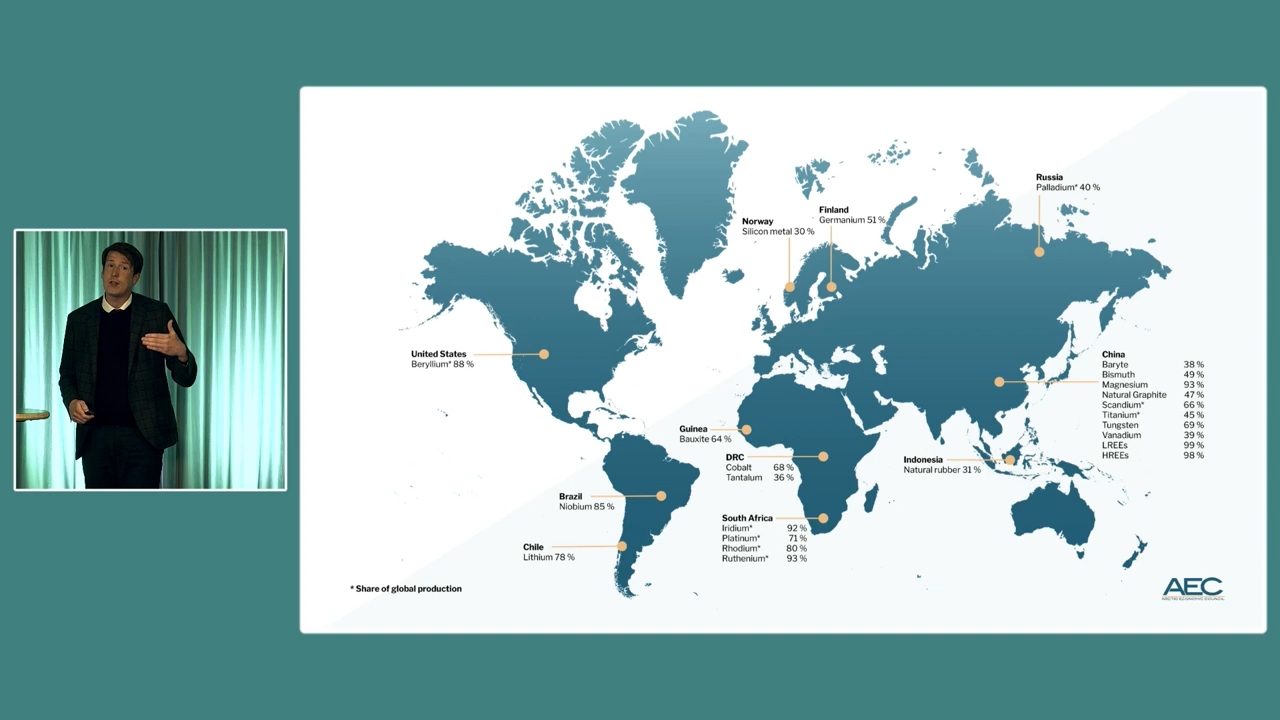 Russia
Palladium* 40 %
Finland
Germanium 51 %
Norway
Silicon metal 30 %
United States
Beryllium* 88 %
China
Baryte 38 %
Bismuth 49 %
Magnesium 93 %
Natural Graphite 47 %
Scandium* 66 %
Titanium* 45 %
Tungsten 69 %
Vanadium 39 %
LREEs 99 %
HREEs 98 %
Guinea
Bauxite 64 %
DRC
Cobalt 68 %
Tantalum 36 %
Indonesia
Natural rubber 31 %
Brazil
Niobium 85 %
South Africa
Iridium* 92 %
Platinum* 71 %
Rhodium* 80 %
Ruthenium* 93 %
Chile
Lithium 78 %
* Share of global production
AEC
ARCTIC ECONOMIC COUNCIL